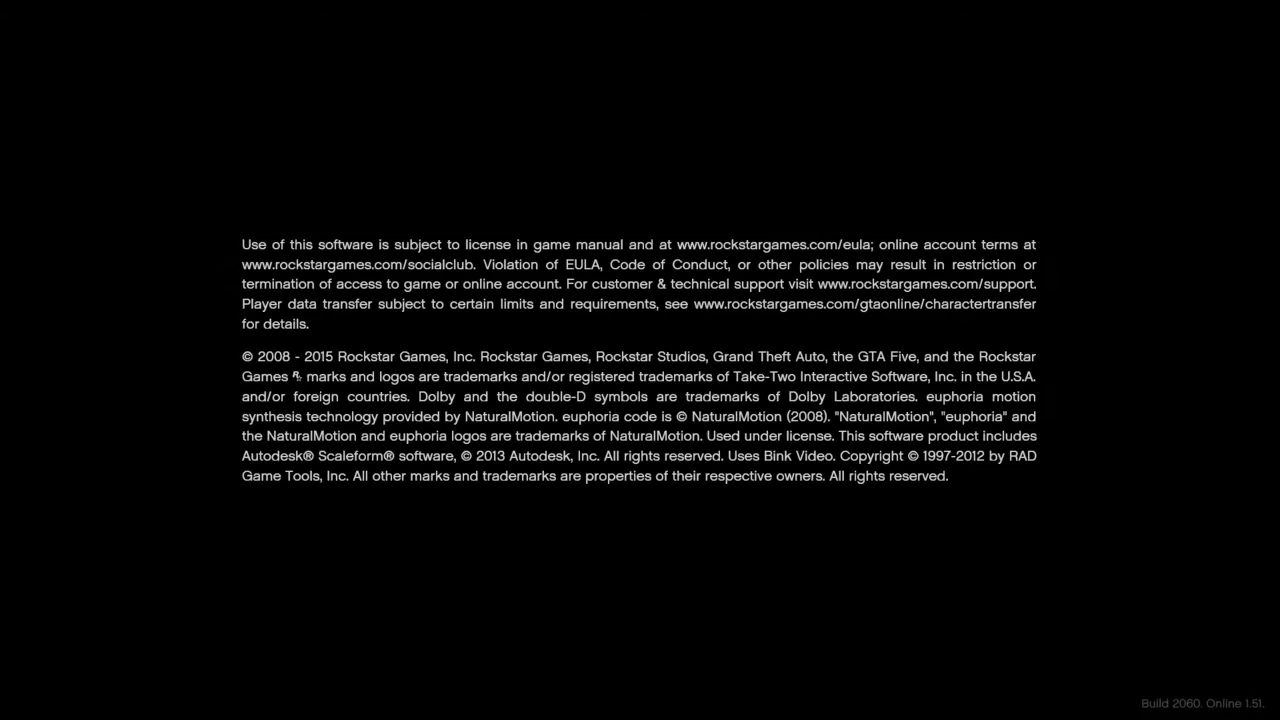 Use of this software is subject to license in game manual and at www.rockstargames.com/eula; online account terms at
www.rockstargames.com/socialclub. Violation of EULA, Code of Conduct, or other policies may result in restriction or
termination of access to game or online account. For customer & technical support visit www.rockstargames.com/support.
Player data transfer subject to certain limits and requirements, see www.rockstargames.com/gtaonline/charactertransfer
for details.
© 2008 - 2015 Rockstar Games, Inc. Rockstar Games, Rockstar Studios, Grand Theft Auto, the GTA Five, and the Rockstar
Games R* marks and logos are trademarks and/or registered trademarks of Take-Two Interactive Software, Inc. in the U.S.A.
and/or foreign countries. Dolby and the double-D symbols are trademarks of Dolby Laboratories. euphoria motion
synthesis technology provided by NaturalMotion. euphoria code is © NaturalMotion (2008). "NaturalMotion", "euphoria" and
the NaturalMotion and euphoria logos are trademarks of NaturalMotion. Used under license. This software product includes
Autodesk® Scaleform® software, © 2013 Autodesk, Inc. All rights reserved. Uses Bink Video. Copyright © 1997-2012 by RAD
Game Tools, Inc. All other marks and trademarks are properties of their respective owners. All rights reserved.
Build 2060. Online 1.51.